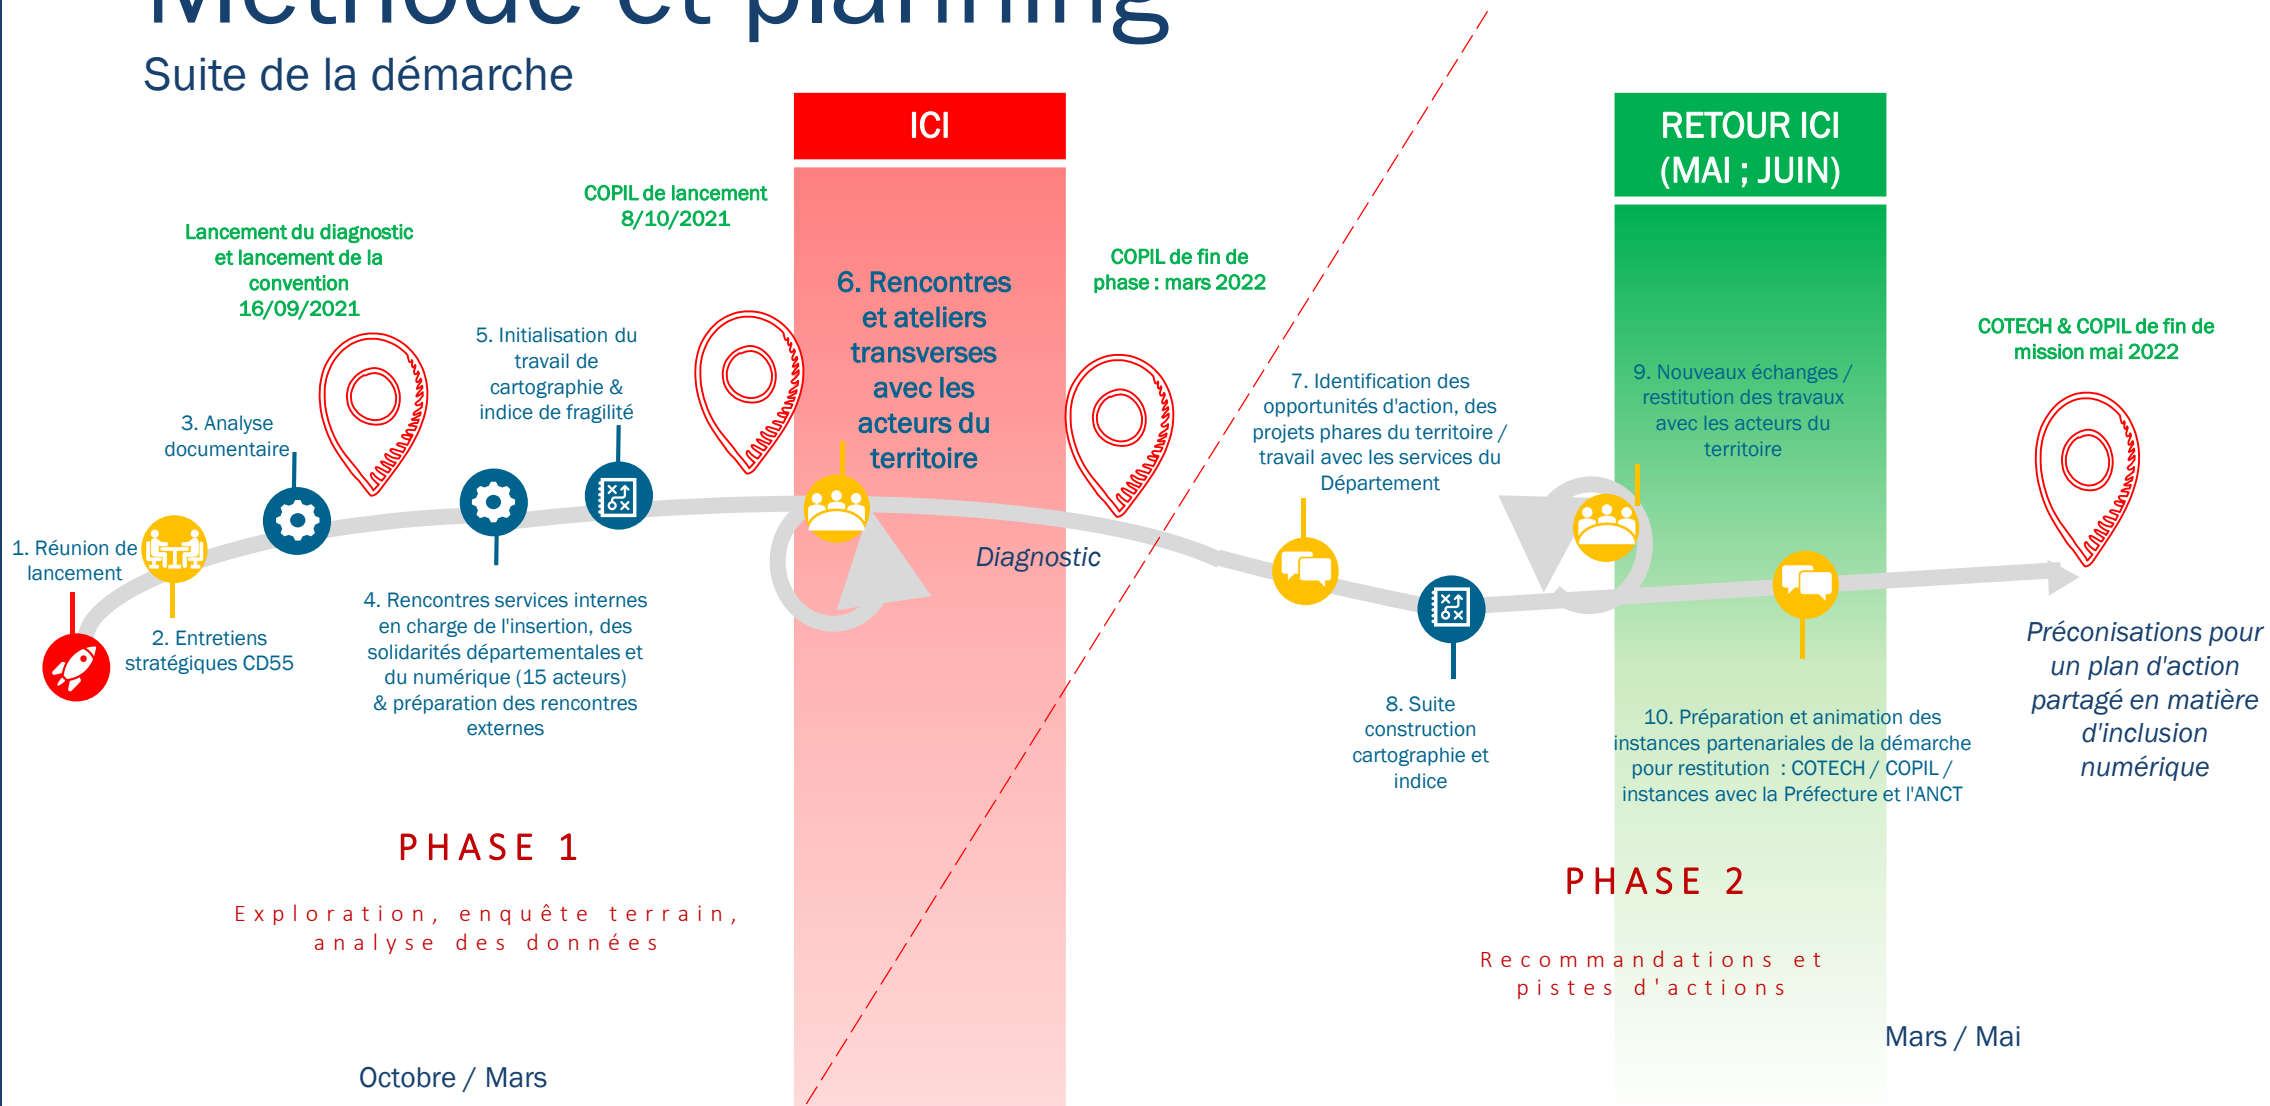 Méthode et planning
Suite de la démarche
ICI
RETOUR ICI
(MAI ; JUIN)
Lancement du diagnostic
et lancement de la
convention
16/09/2021
COPIL de lancement
8/10/2021
COPIL de fin de
phase : mars 2022
COTECH & COPIL de fin de
mission mai 2022
1. Réunion de
lancement
2. Entretiens
stratégiques CD55
3. Analyse
documentaire
4. Rencontres services internes
en charge de l'insertion, des
solidarités départementales et
du numérique (15 acteurs)
& préparation des rencontres
externes
5. Initialisation du
travail de
cartographie &
indice de fragilité
6. Rencontres
et ateliers
transverses
avec les
acteurs du
territoire
Diagnostic
7. Identification des
opportunités d'action, des
projets phares du territoire /
travail avec les services du
Département
8. Suite
construction
cartographie et
indice
9. Nouveaux échanges /
restitution des travaux
avec les acteurs du
territoire
10. Préparation et animation des
instances partenariales de la démarche
pour restitution : COTECH / COPIL /
instances avec la Préfecture et l'ANCT
Préconisations pour
un plan d'action
partagé en matière
d'inclusion
numérique
PHASE 1
Exploration, enquête terrain,
analyse des données
Octobre / Mars
PHASE 2
Recommandations et
pistes d'actions
Mars / Mai